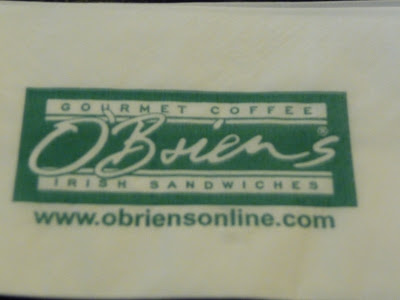 GOURMET COFFEE
O'Briens®
IRISH SANDWICHES
www.obriensonline.com